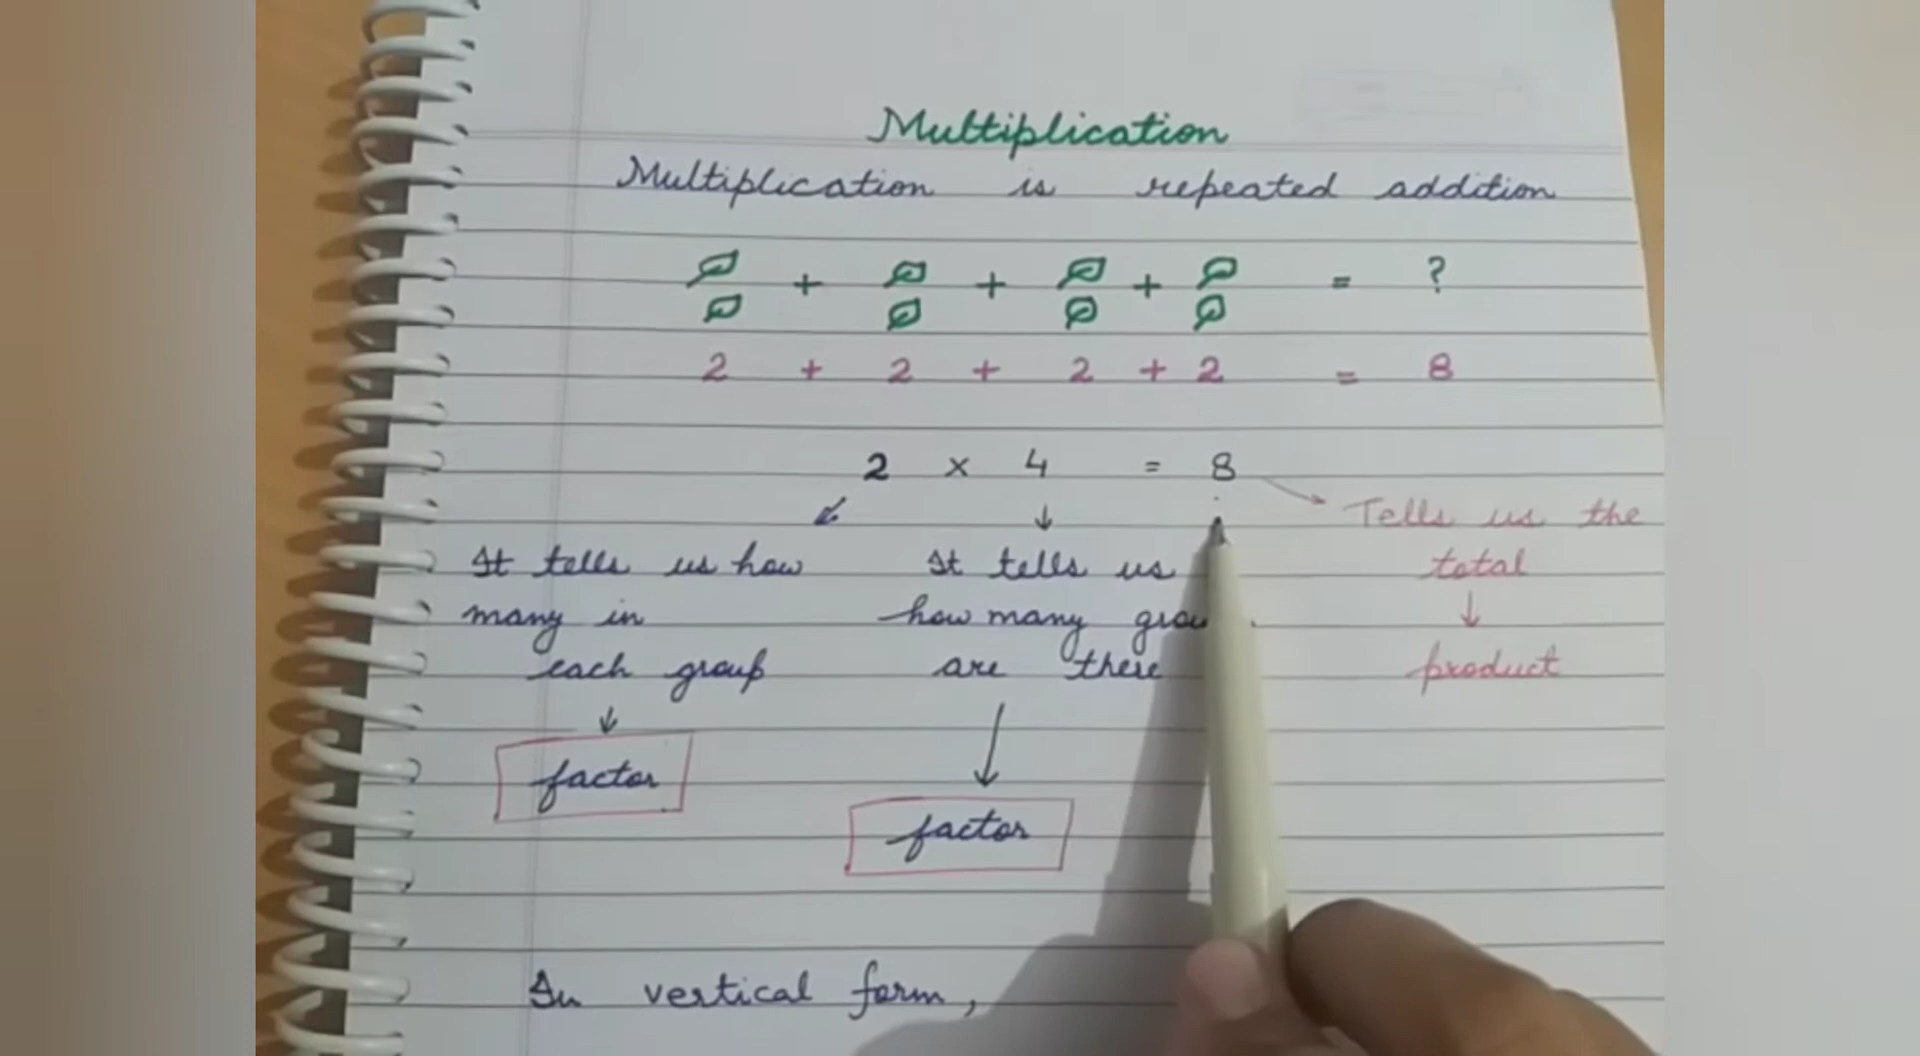 Multiplication
Multiplication is repeated addition
+ + + = ?
2 + 2 + 2 + 2 = 8
2 x 4 = 8
Tells us the
total
product
It tells us how
many in
each group
factor
It tells us
how many
are there
factor
In vertical form,